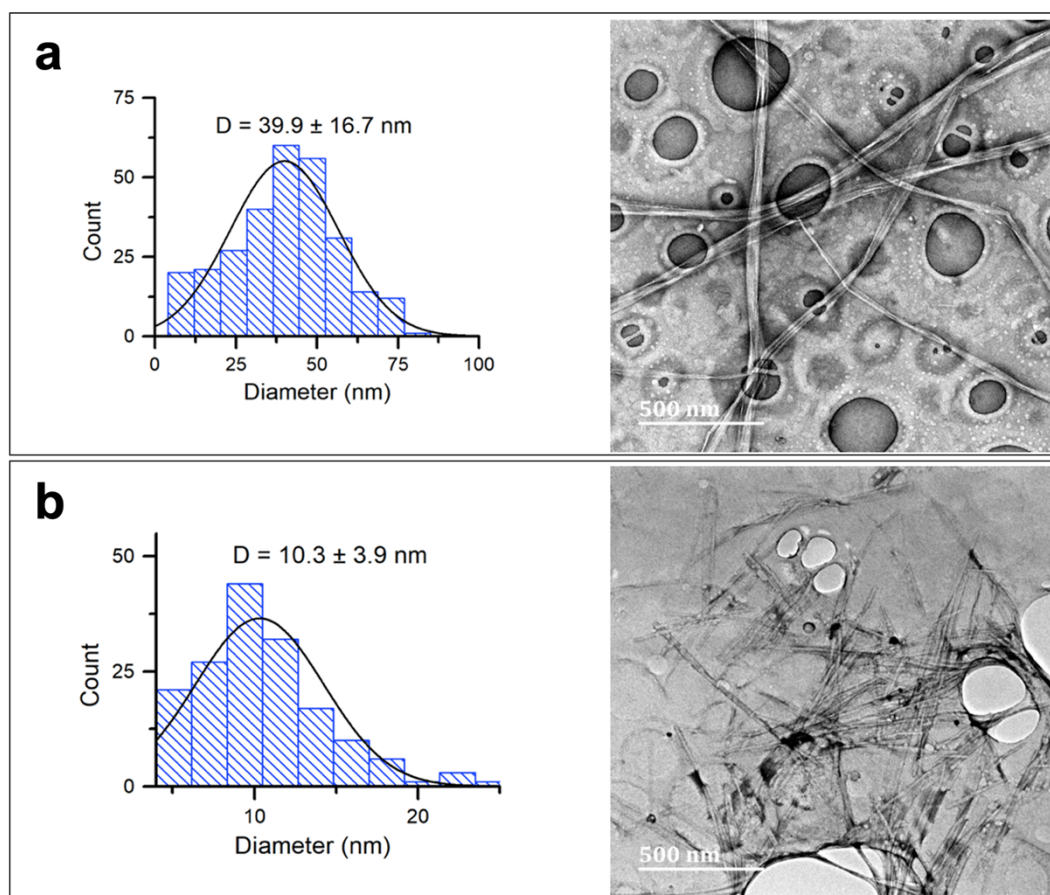 a
75
50
25
0
Count
D = 39.9 ± 16.7 nm
0 25 50 75 100
Diameter (nm)
500 nm
b
50
25
0
Count
D = 10.3 ± 3.9 nm
10 20
Diameter (nm)
500 nm